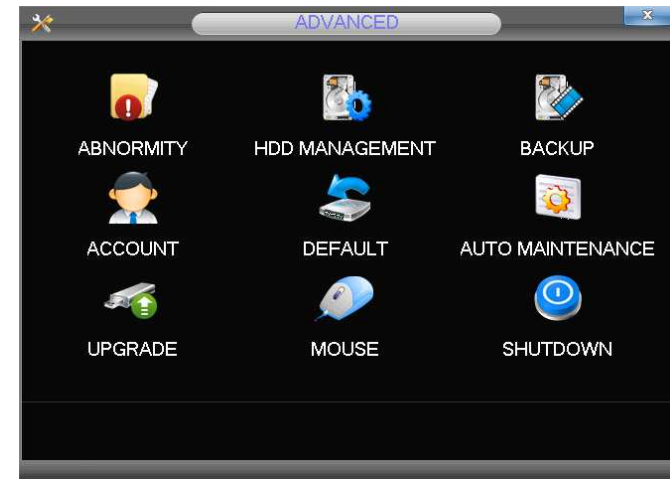 ADVANCED
ABNORMITY HDD MANAGEMENT BACKUP
ACCOUNT DEFAULT AUTO MAINTENANCE
UPGRADE MOUSE SHUTDOWN